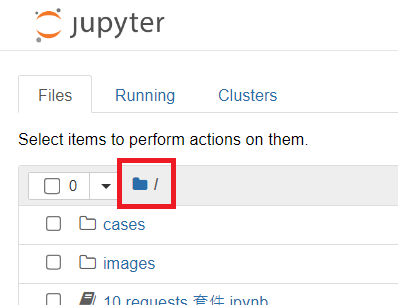 jupyter
Files Running Clusters
Select items to perform actions on them.
0 /
cases
images
10 requests 套件.ipynb